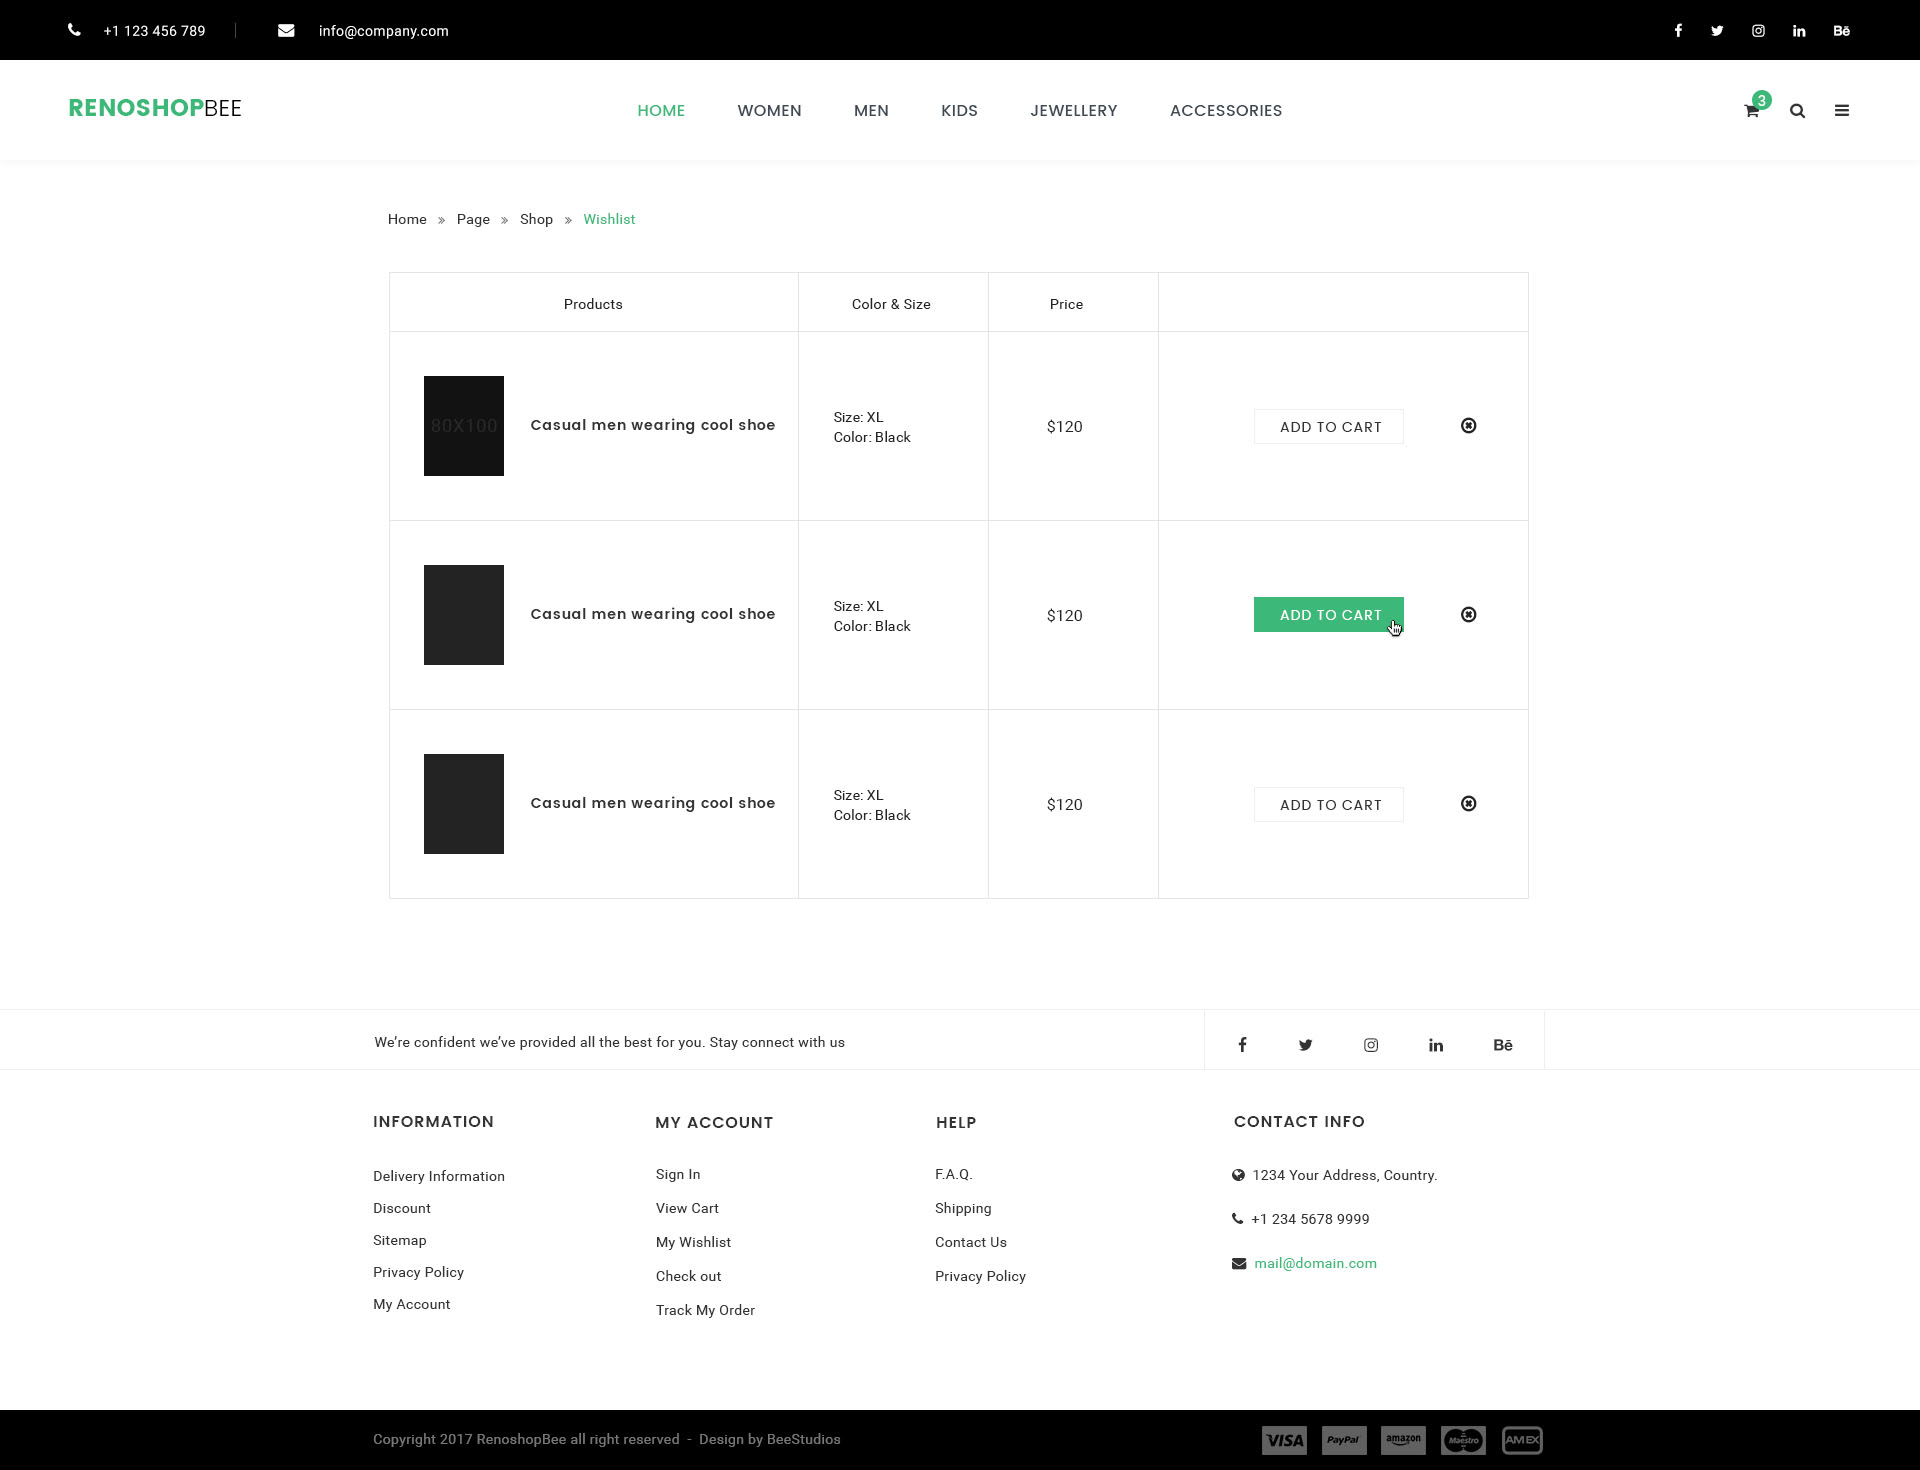 +1 123 456 789 info@company.com Bē
RENOSHOPBEE HOME WOMEN MEN KIDS JEWELLERY ACCESSORIES 3
Home » Page » Shop » Wishlist
Products Color & Size Price
80X100 Casual men wearing cool shoe Size: XL
Color: Black $120 ADD TO CART
Casual men wearing cool shoe Size: XL
Color: Black $120 ADD TO CART
Casual men wearing cool shoe Size: XL
Color: Black $120 ADD TO CART
We’re confident we’ve provided all the best for you. Stay connect with us Bē
INFORMATION
Delivery Information
Discount
Sitemap
Privacy Policy
My Account
MY ACCOUNT
Sign In
View Cart
My Wishlist
Check out
Track My Order
HELP
F.A.Q.
Shipping
Contact Us
Privacy Policy
CONTACT INFO
1234 Your Address, Country.
+1 234 5678 9999
mail@domain.com
Copyright 2017 RenoshopBee all right reserved - Design by BeeStudios VISA PayPal amazon Maestro AMEX